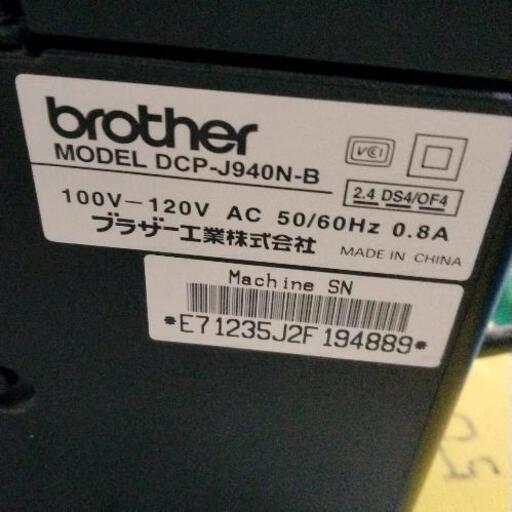 brother
MODEL DCP-J940N-B
VCI
2.4 DS4/OF4
100V－120V AC 50/60Hz 0.8A
ブラザー工業株式会社
MADE IN CHINA
Machine SN
*E71235J2F194889*